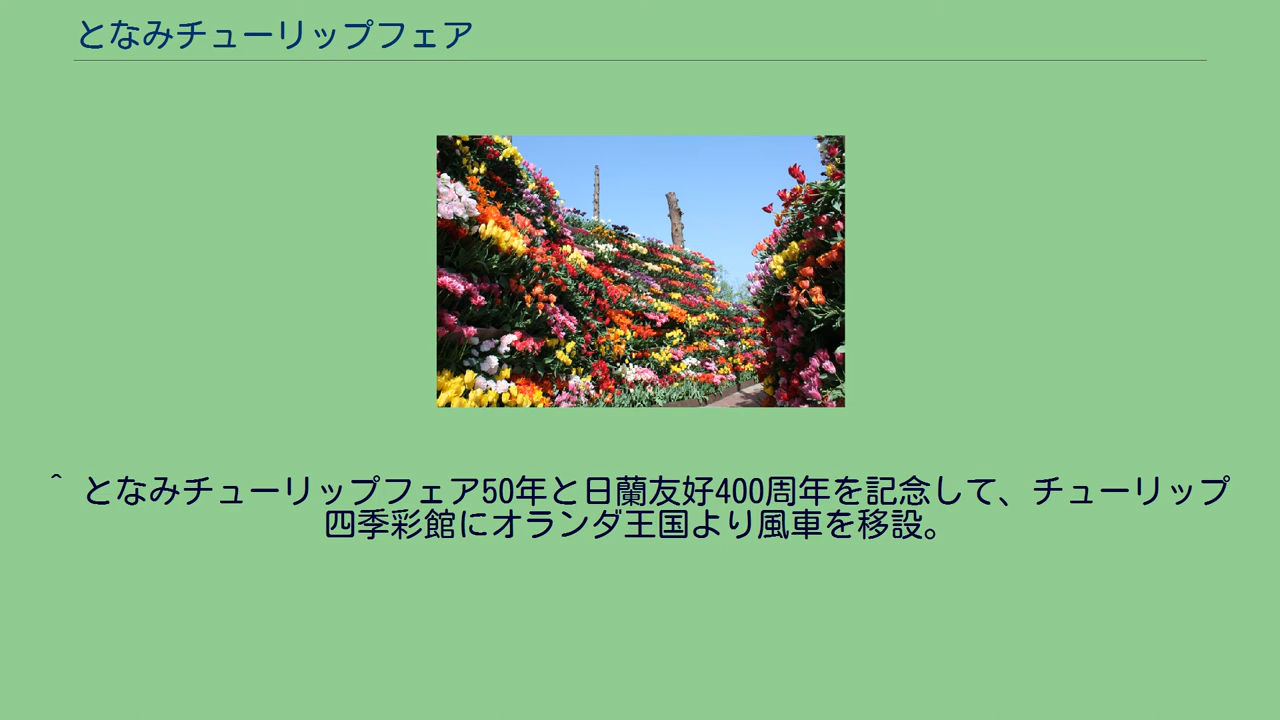 となみチューリップフェア
^ となみチューリップフェア50年と日蘭友好400周年を記念して、チューリップ
四季彩館にオランダ王国より風車を移設。